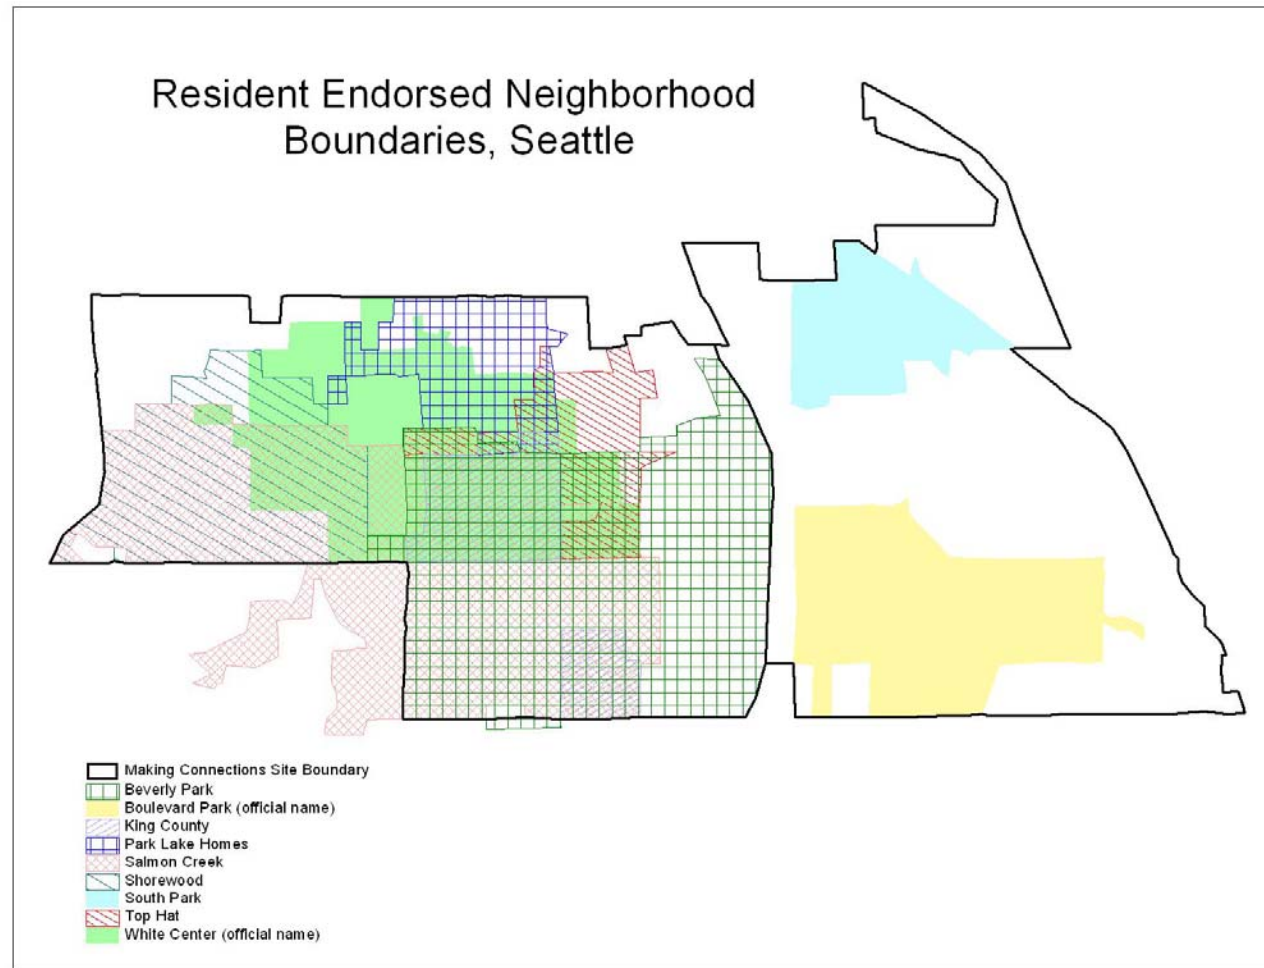 Resident Endorsed Neighborhood
Boundaries, Seattle
Making Connections Site Boundary
Beverly Park
Boulevard Park (official name)
King County
Park Lake Homes
Salmon Creek
Shorewood
South Park
Top Hat
White Center (official name)